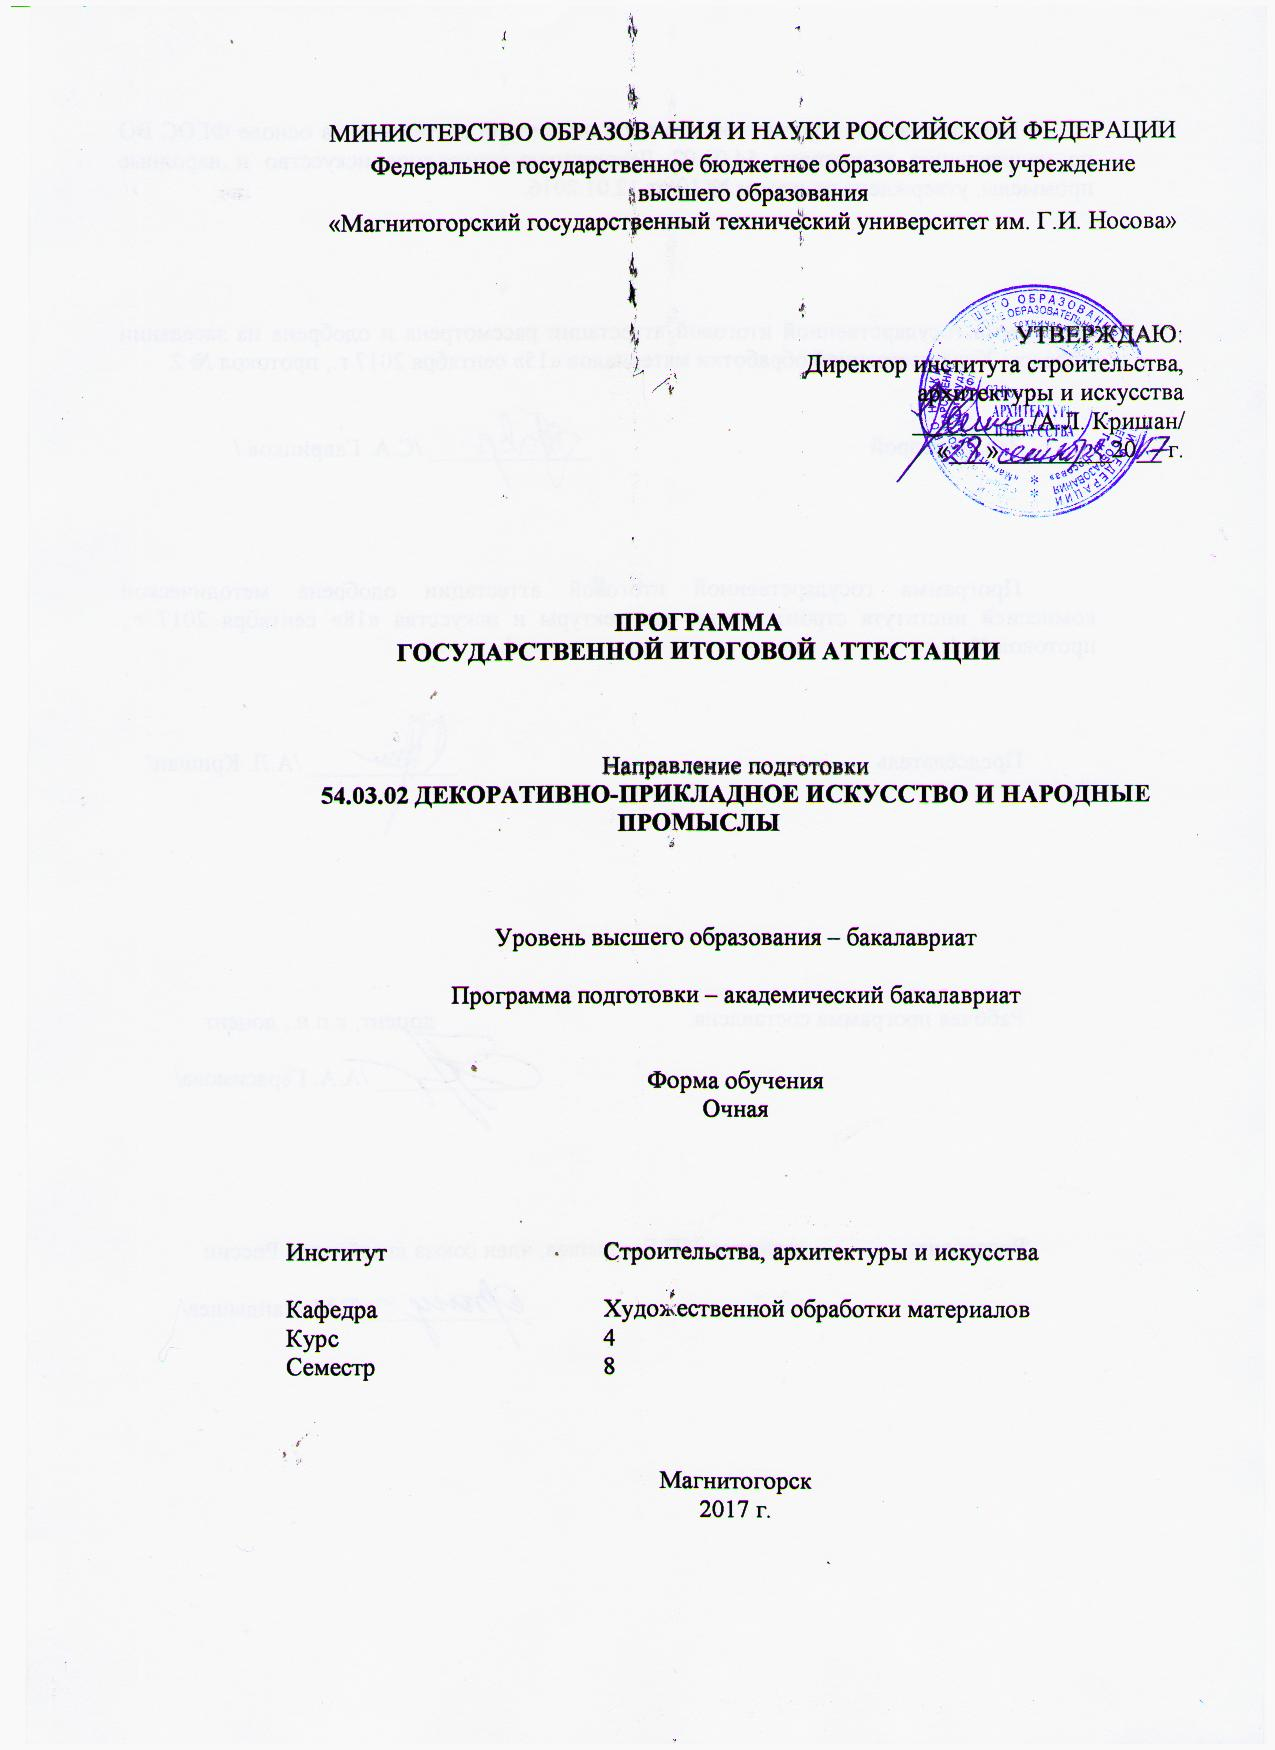 МИНИСТЕРСТВО ОБРАЗОВАНИЯ И НАУКИ РОССИЙСКОЙ ФЕДЕРАЦИИ
Федеральное государственное бюджетное образовательное учреждение
высшего образования
«Магнитогорский государственный технический университет им. Г.И. Носова»
УТВЕРЖДАЮ:
Директор института строительства,
архитектуры и искусства
/А.Л. Кришан/
« » сентября 2017 г.
ПРОГРАММА
ГОСУДАРСТВЕННОЙ ИТОГОВОЙ АТТЕСТАЦИИ
Направление подготовки
54.03.02 ДЕКОРАТИВНО-ПРИКЛАДНОЕ ИСКУССТВО И НАРОДНЫЕ
ПРОМЫСЛЫ
Уровень высшего образования – бакалавриат
Программа подготовки – академический бакалавриат
Форма обучения
Очная
Институт Строительства, архитектуры и искусства
Кафедра Художественной обработки материалов
Курс 4
Семестр 8
Магнитогорск
2017 г.